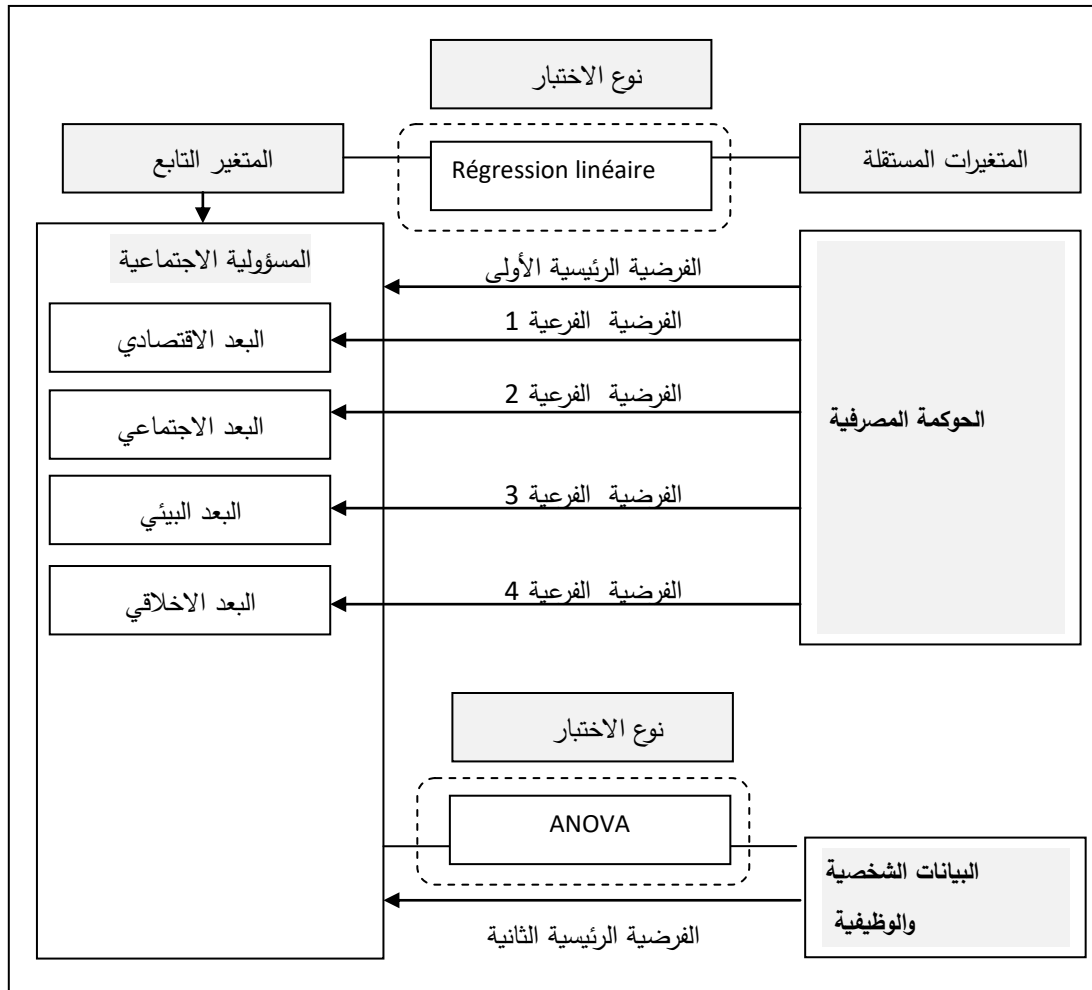 نوع الاختبار
المتغيرات المستقلة
Régression linéaire
المتغير التابع
المسؤولية الاجتماعية
الفرضية الرئيسية الأولى
الفرضية الفرعية 1
البعد الاقتصادي
الفرضية الفرعية 2
البعد الاجتماعي
الحوكمة المصرفية
الفرضية الفرعية 3
البعد البيئي
الفرضية الفرعية 4
البعد الاخلاقي
نوع الاختبار
ANOVA
البيانات الشخصية
والوظيفية
الفرضية الرئيسية الثانية